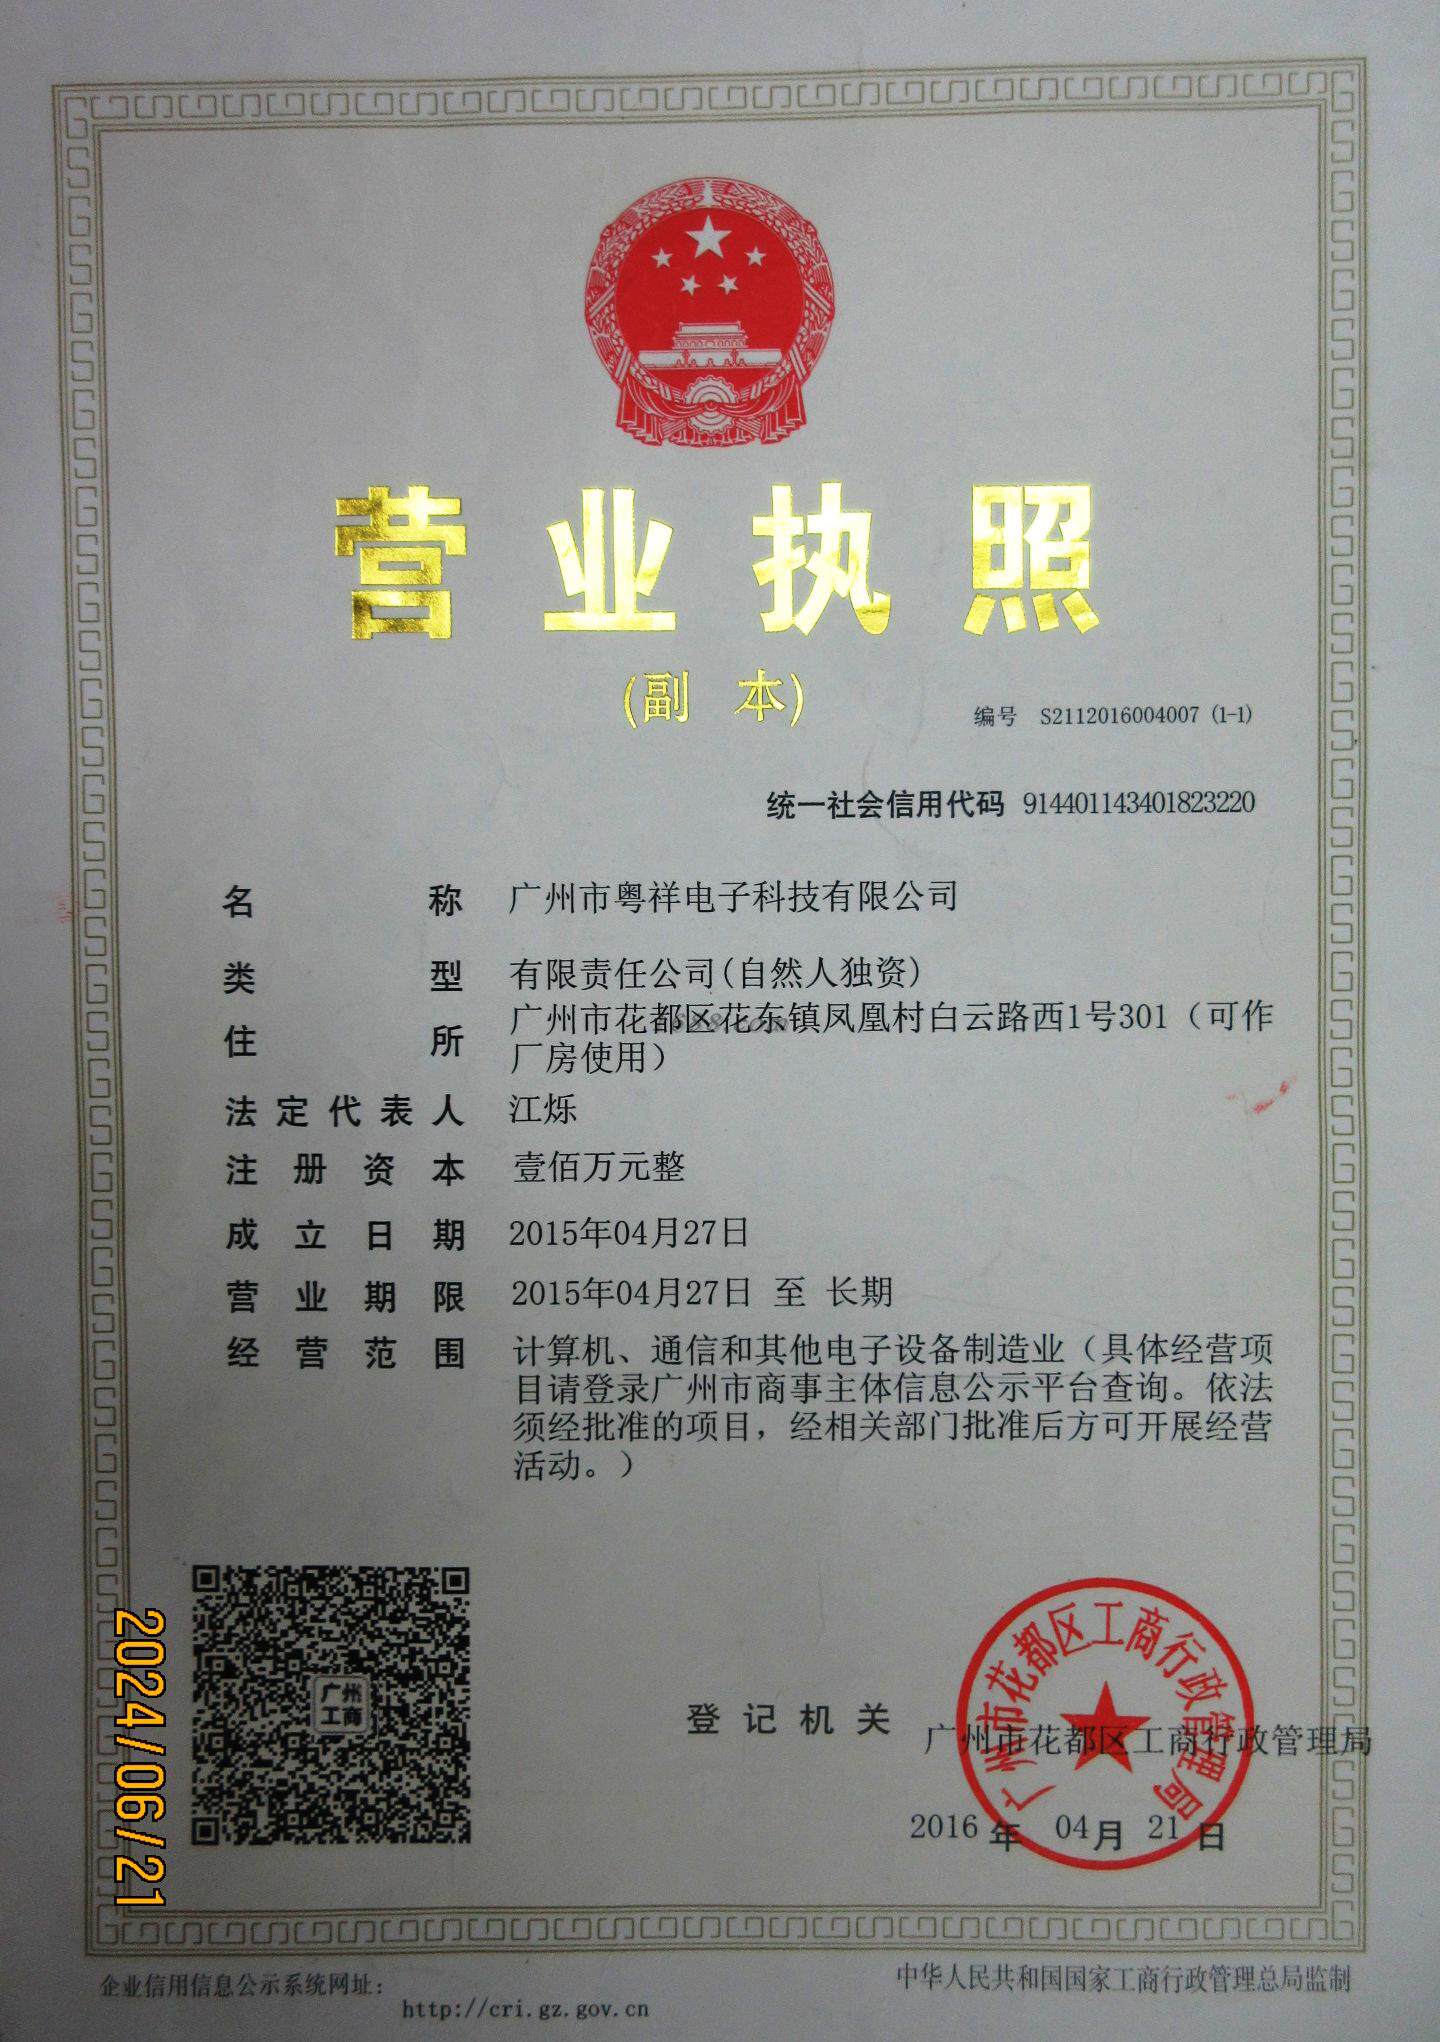 营业执照
(副 本)
编号 S2112016004007 (1-1)
统一社会信用代码 914401143401823220
名称 广州市粤祥电子科技有限公司
类型 有限责任公司(自然人独资)
住所 广州市花都区花东镇凤凰村白云路西1号301（可作
厂房使用）
法定代表人 江烁
注册资本 壹佰万元整
成立日期 2015年04月27日
营业期限 2015年04月27日 至 长期
经营范围 计算机、通信和其他电子设备制造业（具体经营项
目请登录广州市商事主体信息公示平台查询。依法
须经批准的项目，经相关部门批准后方可开展经营
活动。）
广州
工商
登记机关
广州市花都区工商行政管理局
广州市花都区工商行政管理局
2016 年 04 月 21 日
2024/06/21
企业信用信息公示系统网址：
http://cri.gz.gov.cn
中华人民共和国国家工商行政管理总局监制